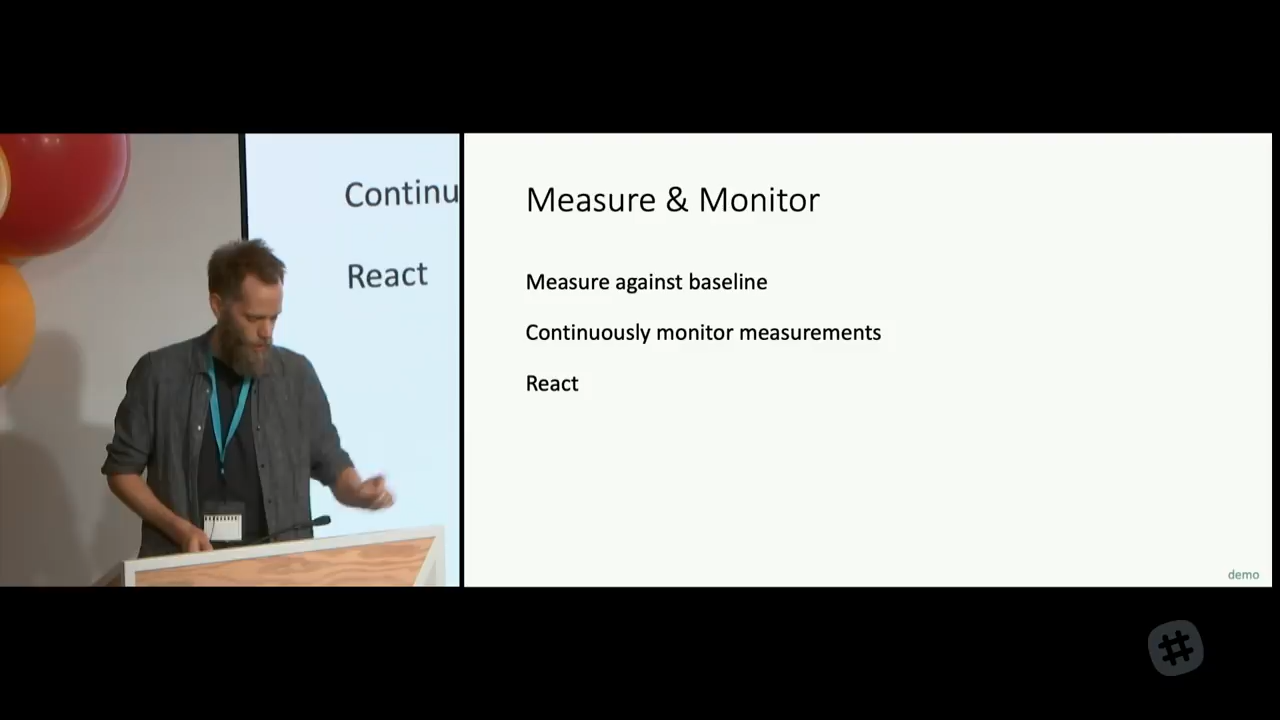 Continu
React
Measure & Monitor
Measure against baseline
Continuously monitor measurements
React
demo